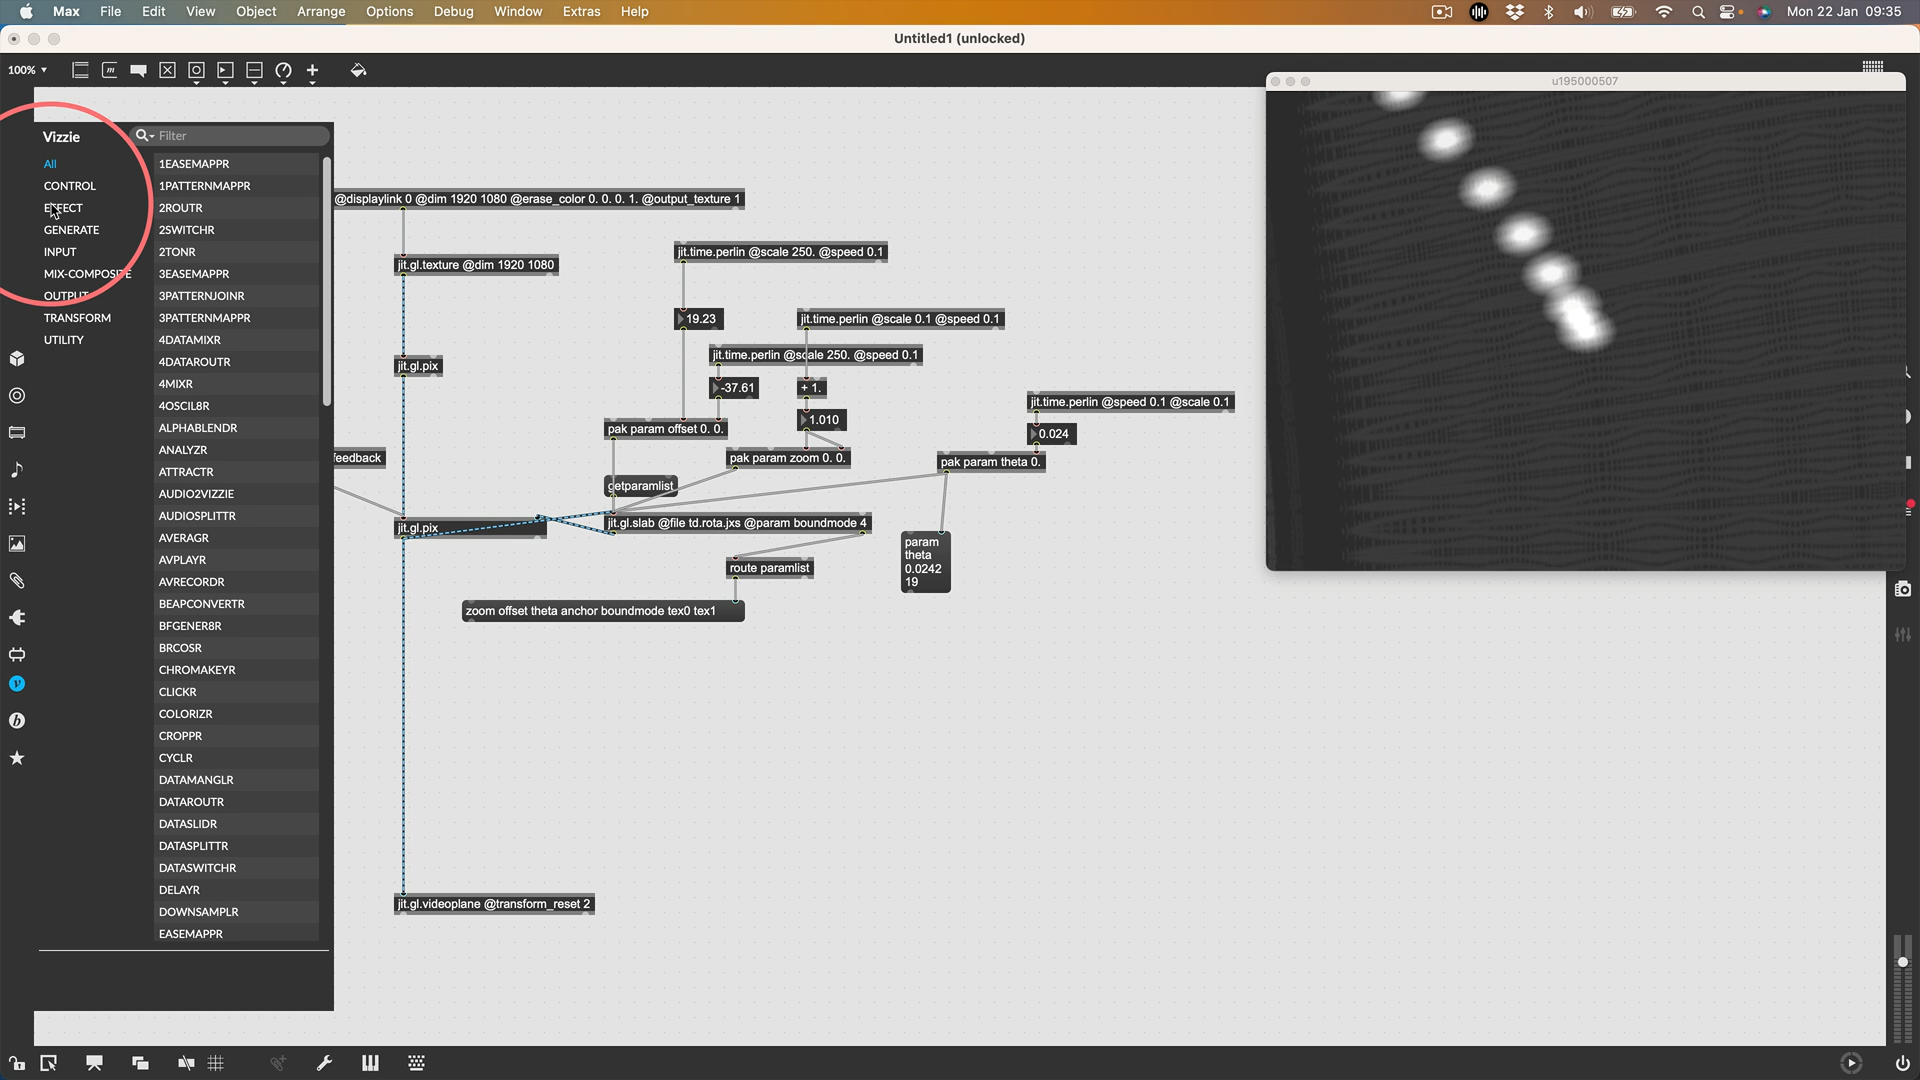 Max File Edit View Object Arrange Options Debug Window Extras Help Mon 22 Jan 09:35
Untitled1 (unlocked)
100%
u195000507
Vizzie
Filter
All
CONTROL
EFFECT
GENERATE
INPUT
MIX-COMPOSITE
OUTPUT
TRANSFORM
UTILITY
1EASEMAPPR
1PATTERNMAPPR
2ROUTR
2SWITCHR
2TONR
3EASEMAPPR
3PATTERNJOINR
3PATTERNMAPPR
4DATAMIXR
4DATAROUTR
4MIXR
4OSCIL8R
ALPHABLENDR
ANALYZR
ATTRACTR
AUDIO2VIZZIE
AUDIOSPLITTR
AVERAGR
AVPLAYR
AVRECORDR
BEAPCONVERTR
BFGENER8R
BRCOSR
CHROMAKEYR
CLICKR
COLORIZR
CROPPR
CYCLR
DATAMANGLR
DATAROUTR
DATASLIDR
DATASPLITTR
DATASWITCHR
DELAYR
DOWNSAMPLR
EASEMAPPR
@displaylink 0 @dim 1920 1080 @erase_color 0. 0. 0. 1. @output_texture 1
jit.time.perlin @scale 250. @speed 0.1
jit.gl.texture @dim 1920 1080
19.23
jit.time.perlin @scale 0.1 @speed 0.1
jit.time.perlin @scale 250. @speed 0.1
jit.gl.pix
-37.61
+ 1.
jit.time.perlin @speed 0.1 @scale 0.1
1.010
pak param offset 0. 0.
0.024
feedback
pak param zoom 0. 0.
pak param theta 0.
getparamlist
jit.gl.pix
jit.gl.slab @file td.rota.jxs @param boundmode 4
param
theta
0.0242
19
route paramlist
zoom offset theta anchor boundmode tex0 tex1
jit.gl.videoplane @transform_reset 2